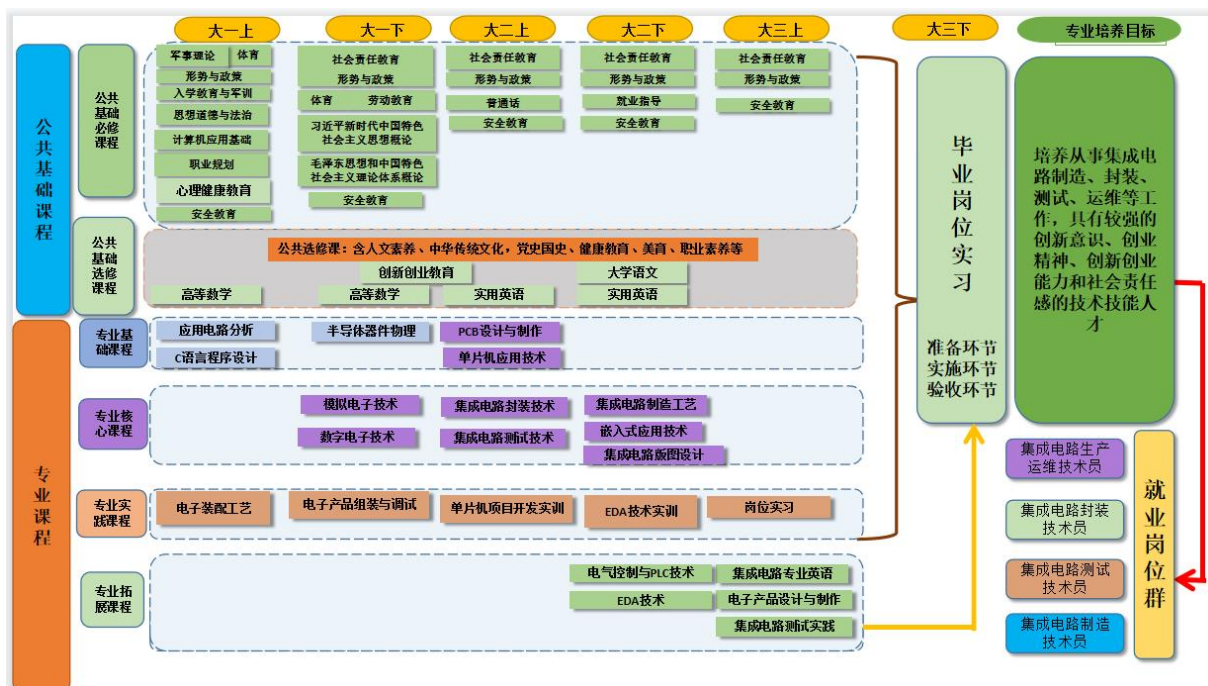 大一上
大一下
大二上
大二下
大三上
大三下
专业培养目标
公共基础课程
公共
基础
必修
课程
军事理论
体育
形势与政策
入学教育与军训
思想道德与法治
计算机应用基础
职业规划
心理健康教育
安全教育
社会责任教育
形势与政策
体育
劳动教育
习近平新时代中国特色
社会主义思想概论
毛泽东思想和中国特色
社会主义理论体系概论
安全教育
社会责任教育
形势与政策
普通话
安全教育
社会责任教育
形势与政策
就业指导
安全教育
社会责任教育
形势与政策
安全教育
公共
基础
选修
课程
公共选修课：含人文素养、中华传统文化，党史国史、健康教育、美育、职业素养等
创新创业教育
大学语文
高等数学
高等数学
实用英语
实用英语
专业课程
专业基
础课程
应用电路分析
C语言程序设计
半导体器件物理
PCB设计与制作
单片机应用技术
专业核
心课程
模拟电子技术
数字电子技术
集成电路封装技术
集成电路测试技术
集成电路制造工艺
嵌入式应用技术
集成电路版图设计
专业实
践课程
电子装配工艺
电子产品组装与调试
单片机项目开发实训
EDA技术实训
岗位实习
专业拓
展课程
电气控制与PLC技术
EDA技术
集成电路专业英语
电子产品设计与制作
集成电路测试实践
毕业岗位实习
准备环节
实施环节
验收环节
培养从事集成电
路制造、封装、
测试、运维等工
作，具有较强的
创新意识、创业
精神、创新创业
能力和社会责任
感的技术技能人
才
集成电路生产
运维技术员
集成电路封装
技术员
集成电路测试
技术员
集成电路制造
技术员
就业岗位群